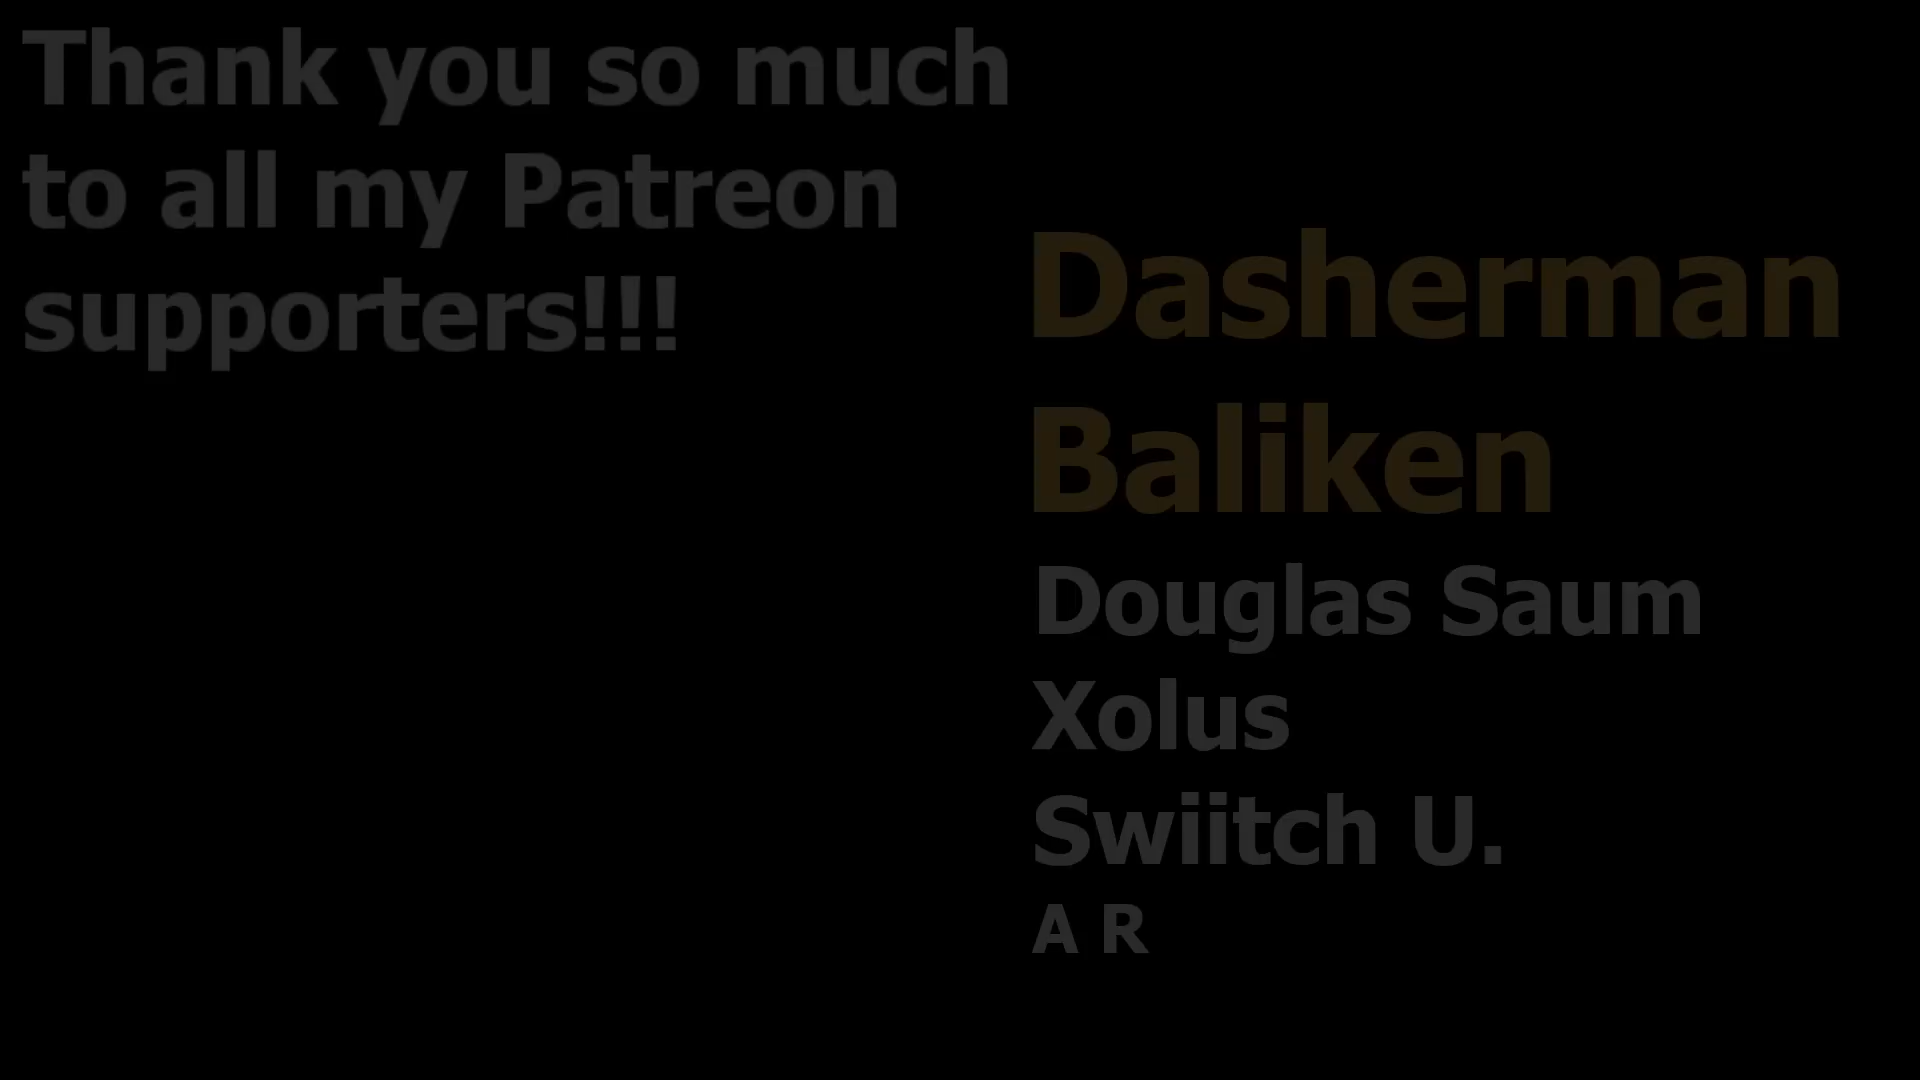 Thank you so much
to all my Patreon
supporters!!!
Dasherman
Baliken
Douglas Saum
Xolus
Swiitch U.
A R